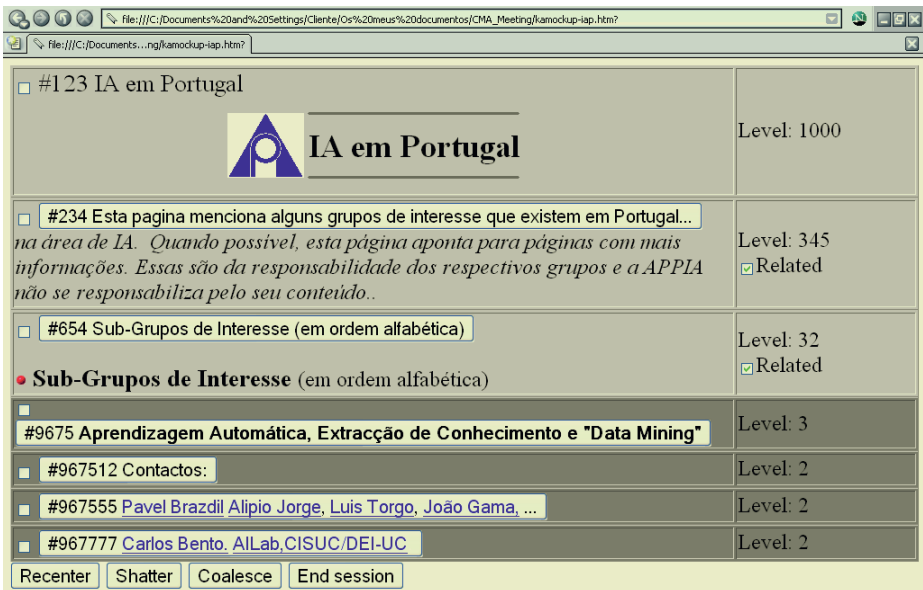 file:///C:/Documents%20and%20Settings/Cliente/Os%20meus%20documentos/CMA_Meeting/kamockup-iap.htm?
file:///C:/Documents...ng/kamockup-iap.htm?
#123 IA em Portugal
IA em Portugal
Level: 1000
#234 Esta pagina menciona alguns grupos de interesse que existem em Portugal...
na área de IA. Quando possível, esta página aponta para páginas com mais
informações. Essas são da responsabilidade dos respectivos grupos e a APPIA
não se responsabiliza pelo seu conteúdo..
Level: 345
Related
#654 Sub-Grupos de Interesse (em ordem alfabética)
Sub-Grupos de Interesse (em ordem alfabética)
Level: 32
Related
#9675 Aprendizagem Automática, Extracção de Conhecimento e "Data Mining"
Level: 3
#967512 Contactos:
Level: 2
#967555 Pavel Brazdil Alipio Jorge, Luis Torgo, João Gama, ...
Level: 2
#967777 Carlos Bento. AILab,CISUC/DEI-UC
Level: 2
Recenter Shatter Coalesce End session